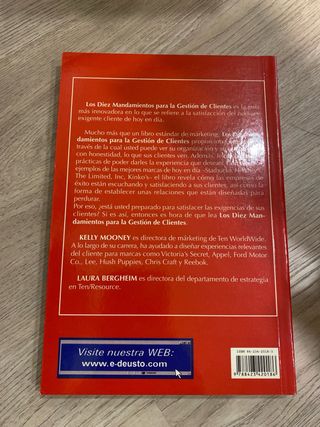 Los Diez Mandamientos para la Gestión de Clientes es la
más innovadora en lo que se refiere a la satisfacción del
exigente cliente de hoy en día.
Mucho más que un libro estándar de márketing, Los
damientos para la Gestión de Clientes
través de la cual usted puede ver su organización y
con honestidad, lo que sus clientes ven. Además,
prácticas de poder darles la experiencia que desean
ejemplos de las mejores marcas de hoy en día
The Limited, Inc, Kinko's- el libro revela cómo las empresas de
éxito están escuchando y satisfaciendo a sus clientes, así como la
forma de establecer unas relaciones que están diseñadas para
perdurar.
Por eso, ¿está usted preparado para satisfacer las exigencias de sus
clientes? Si es así, entonces es hora de que lea Los Diez Man-
damientos para la Gestión de Clientes.
KELLY MOONEY es directora de márketing de Ten WorldWide.
A lo largo de su carrera, ha ayudado a diseñar experiencias relevantes
del cliente para marcas como Victoria's Secret, Appel, Ford Motor
Co., Lee, Hush Puppies, Chris Craft y Reebok.
LAURA BERGHEIM es directora del departamento de estrategia
en Ten/Resource.
Visite nuestra WEB:
www.e-deusto.com
ISBN 84-234-2018-3
9 788423 420186